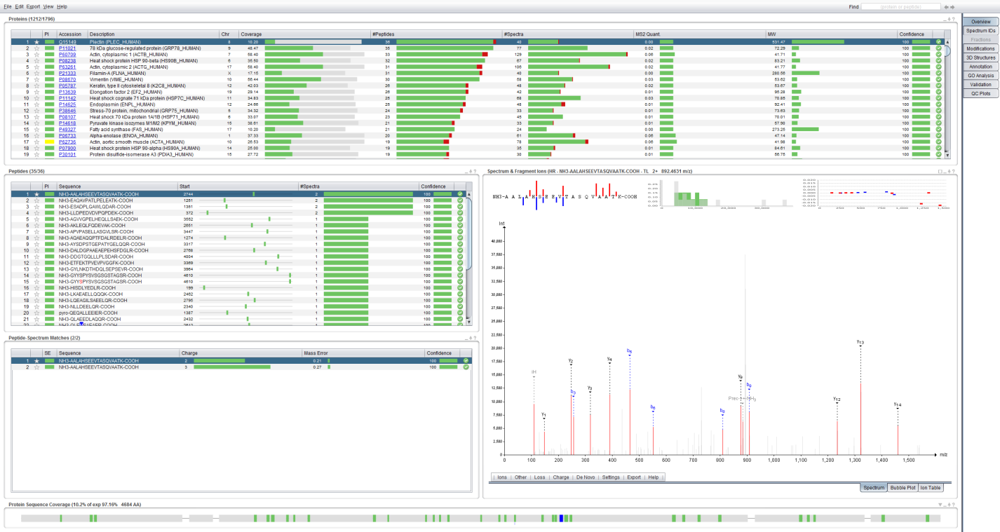 File Edit Export View Help
Find (protein or peptide)
Proteins (1212/1796)
PI Accession Description Chr Coverage #Peptides #Spectra MS2 Quant. MW Confidence
1 Q15149 Plectin (PLEC_HUMAN) 8 10.20 36 40 0.00 531.47 100
2 P11021 78 kDa glucose-regulated protein (GRP78_HUMAN) 9 48.47 35 77 0.02 72.29 100
3 P60709 Actin, cytoplasmic 1 (ACTB_HUMAN) 7 58.40 33 129 0.06 41.71 100
4 P08238 Heat shock protein HSP 90-beta (HS90B_HUMAN) 6 35.50 32 67 0.02 83.21 100
5 P63261 Actin, cytoplasmic 2 (ACTG_HUMAN) 17 58.40 31 106 0.02 41.77 100
6 P21333 Filamin-A (FLNA_HUMAN) X 17.15 31 40 0.00 280.56 100
7 P08670 Vimentin (VIME_HUMAN) 10 56.44 30 58 0.03 53.62 100
8 P05787 Keratin, type II cytoskeletal 8 (K2C8_HUMAN) 12 42.03 26 48 0.02 53.67 100
9 P13639 Elongation factor 2 (EF2_HUMAN) 19 29.14 26 42 0.01 95.28 100
10 P11142 Heat shock cognate 71 kDa protein (HSP7C_HUMAN) 11 34.83 25 68 0.03 70.85 100
11 P14625 Endoplasmin (ENPL_HUMAN) 12 24.66 25 48 0.01 92.41 100
12 P38646 Stress-70 protein, mitochondrial (GRP75_HUMAN) 5 34.32 24 33 0.01 73.63 100
13 P08107 Heat shock 70 kDa protein 1A/1B (HSP71_HUMAN) 6 33.07 23 45 0.01 70.01 100
14 P14618 Pyruvate kinase isozymes M1/M2 (KPYM_HUMAN) 15 38.61 21 33 0.01 57.90 100
15 P49327 Fatty acid synthase (FAS_HUMAN) 17 10.20 21 24 0.00 273.25 100
16 P06733 Alpha-enolase (ENOA_HUMAN) 1 37.33 20 61 0.06 47.14 100
17 P62736 Actin, aortic smooth muscle (ACTA_HUMAN) 10 26.53 19 78 0.06 41.98 100
18 P07900 Heat shock protein HSP 90-alpha (HS90A_HUMAN) 14 25.00 19 35 0.01 84.61 100
19 P30101 Protein disulfide-isomerase A3 (PDIA3_HUMAN) 15 27.72 19 30 0.01 56.75 100
Overview
Spectrum IDs
Fractions
Modifications
3D Structures
Annotation
GO Analysis
Validation
QC Plots
Peptides (35/36)
PI Sequence Start #Spectra Confidence
1 NH3-AALAHSEEVTASQVAATK-COOH 2744 2 100
2 NH3-EAQAVPATLPELEATK-COOH 1251 2 100
3 NH3-ESADPLGAWLQDAR-COOH 1351 2 100
4 NH3-LLDPEDVDVPQPDEK-COOH 372 2 100
5 NH3-AGVVGPELHEQLLSAEK-COOH 3552 1 100
6 NH3-AKLEQLFQDEVAK-COOH 2651 1 100
7 NH3-APVPASELLASGVLSR-COOH 3447 1 100
8 NH3-AQAEAQQPTFDALRDELR-COOH 1274 1 100
9 NH3-AYSDPSTGEPATYGELQQR-COOH 3317 1 100
10 NH3-DALDGPAAEAEPEHSFDGLR-COOH 2768 1 100
11 NH3-DDGTGQLLLPLSDAR-COOH 4004 1 100
12 NH3-ETFEKTPVEVPVGGFK-COOH 3369 1 100
13 NH3-GYLNKDTHDQLSEPSEVR-COOH 3964 1 100
14 NH3-GYYSPYSVSGSGSTAGSR-COOH 4610 1 100
15 NH3-GYYSPYSVSGSGSTAGSR-COOH 4610 1 100
16 NH3-HISDLYEDLR-COOH 199 1 100
17 NH3-LKAEAELLQQQK-COOH 2462 1 100
18 NH3-LQEAGILSAEELQR-COOH 2795 1 100
19 NH3-NLLDEELQR-COOH 2340 1 100
20 pyro-QEQALLEEIER-COOH 1387 1 100
21 NH3-QLAEEDLAQQR-COOH 2432 1 100
Peptide-Spectrum Matches (2/2)
SE Sequence Charge Mass Error Confidence
1 NH3-AALAHSEEVTASQVAATK-COOH 2 0.21 100
2 NH3-AALAHSEEVTASQVAATK-COOH 3 0.27 100
Spectrum & Fragment Ions (HR - NH3-AALAHSEEVTASQVAATK-COOH - TL 2+ 892.4631 m/z)
NH3-A A L A H S E E V T A S Q V A A T K-COOH
0.25
0.20
0.15
0.10
0.05
0.00
0 10,000 20,000 30,000
0.020
0.015
0.010
0.005
0.000
-0.005
-0.010
-0.015
-0.020
0 250 500 750 1,000 1,250 1,500
Int
40,000
37,500
35,000
32,500
30,000
27,500
25,000
22,500
20,000
17,500
15,000
12,500
10,000
7,500
5,000
2,500
0
iH y1 y2 b3 y3 y4 b5 b6 b8 y9 Prec-NH3 b9 y12 y13 y14
0 100 200 300 400 500 600 700 800 900 1,000 1,100 1,200 1,300 1,400 1,500 m/z
Ions | Other | Loss | Charge | De Novo | Settings | Export | Help |
Spectrum Bubble Plot Ion Table
Protein Sequence Coverage (10.2% of exp 97.16% 4684 AA)